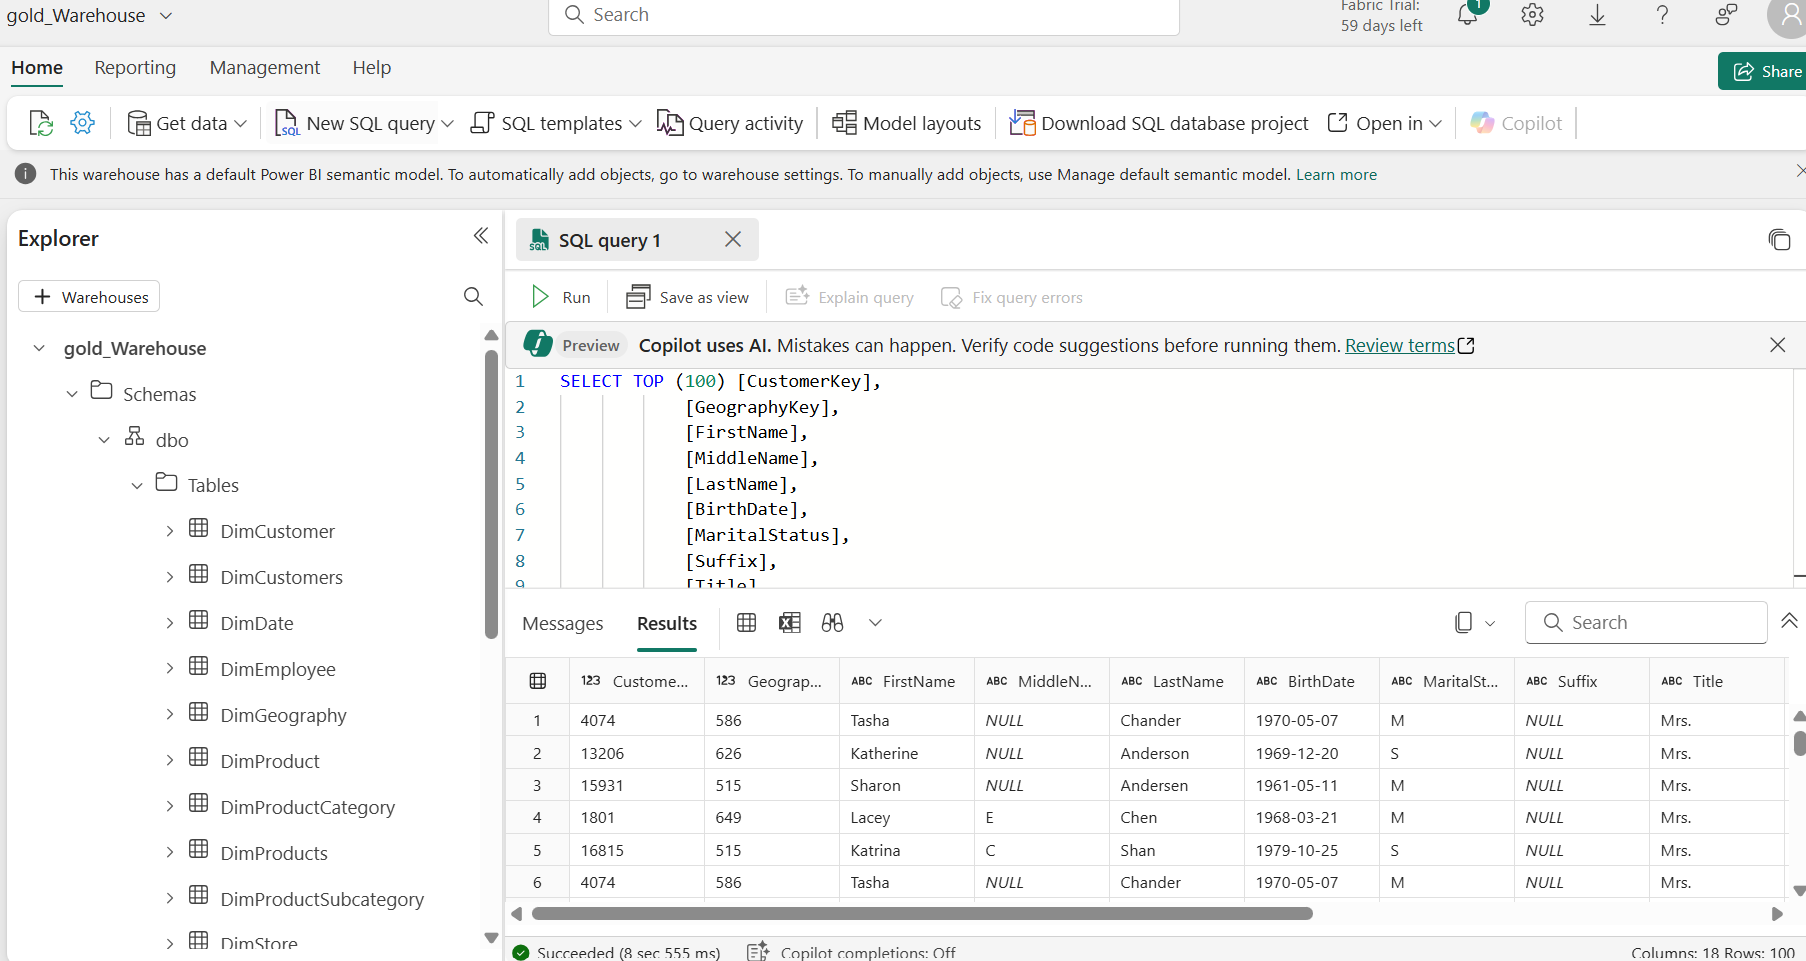 gold_Warehouse
Search
Fabric Trial:
59 days left
1
Home Reporting Management Help
Share
Get data
SQL
New SQL query
SQL templates
Query activity
Model layouts
Download SQL database project
Open in
Copilot
This warehouse has a default Power BI semantic model. To automatically add objects, go to warehouse settings. To manually add objects, use Manage default semantic model. Learn more
Explorer
+ Warehouses
gold_Warehouse
Schemas
dbo
Tables
DimCustomer
DimCustomers
DimDate
DimEmployee
DimGeography
DimProduct
DimProductCategory
DimProducts
DimProductSubcategory
DimStore
SQL
SQL query 1
Run
Save as view
Explain query
Fix query errors
Preview
Copilot uses AI. Mistakes can happen. Verify code suggestions before running them. Review terms
1 SELECT TOP (100) [CustomerKey],
2 [GeographyKey],
3 [FirstName],
4 [MiddleName],
5 [LastName],
6 [BirthDate],
7 [MaritalStatus],
8 [Suffix],
9 [Title]
Messages Results
Search
123 Custome... 123 Geograp... ABC FirstName ABC MiddleN... ABC LastName ABC BirthDate ABC MaritalSt... ABC Suffix ABC Title
1 4074 586 Tasha NULL Chander 1970-05-07 M NULL Mrs.
2 13206 626 Katherine NULL Anderson 1969-12-20 S NULL Mrs.
3 15931 515 Sharon NULL Andersen 1961-05-11 M NULL Mrs.
4 1801 649 Lacey E Chen 1968-03-21 M NULL Mrs.
5 16815 515 Katrina C Shan 1979-10-25 S NULL Mrs.
6 4074 586 Tasha NULL Chander 1970-05-07 M NULL Mrs.
Succeeded (8 sec 555 ms)
Copilot completions: Off
Columns: 18 Rows: 100